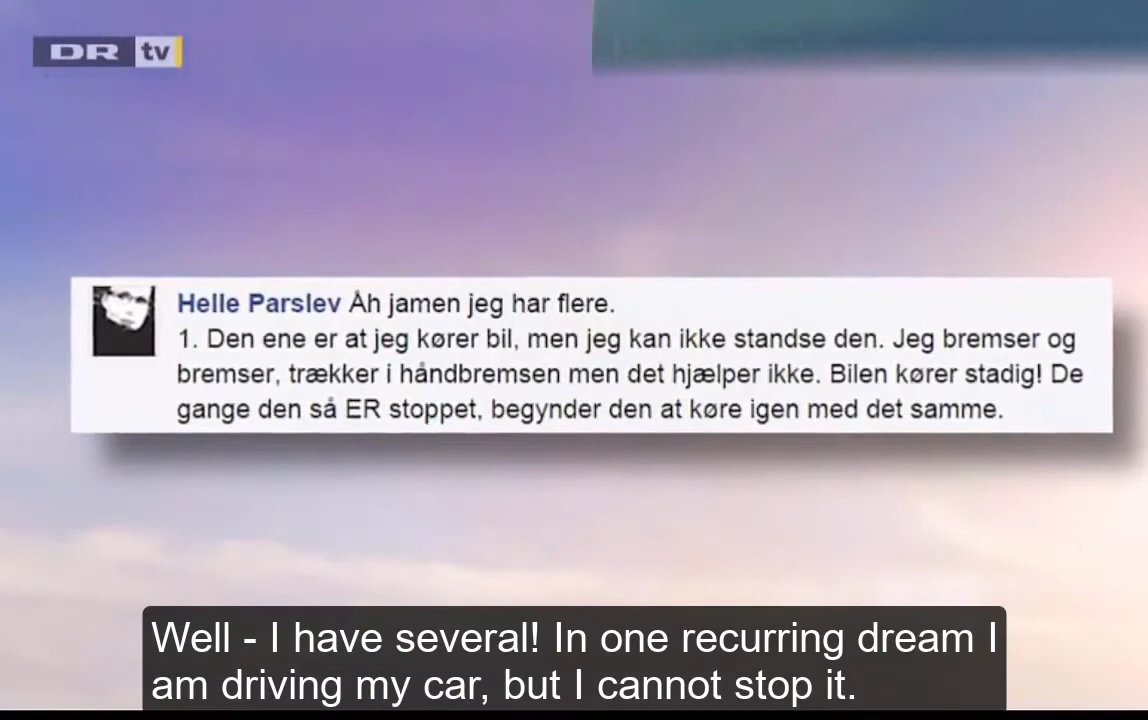 DR tv
Helle Parslev Åh jamen jeg har flere.
1. Den ene er at jeg kører bil, men jeg kan ikke standse den. Jeg bremser og
bremser, trækker i håndbremsen men det hjælper ikke. Bilen kører stadig! De
gange den så ER stoppet, begynder den at køre igen med det samme.
Well - I have several! In one recurring dream I
am driving my car, but I cannot stop it.